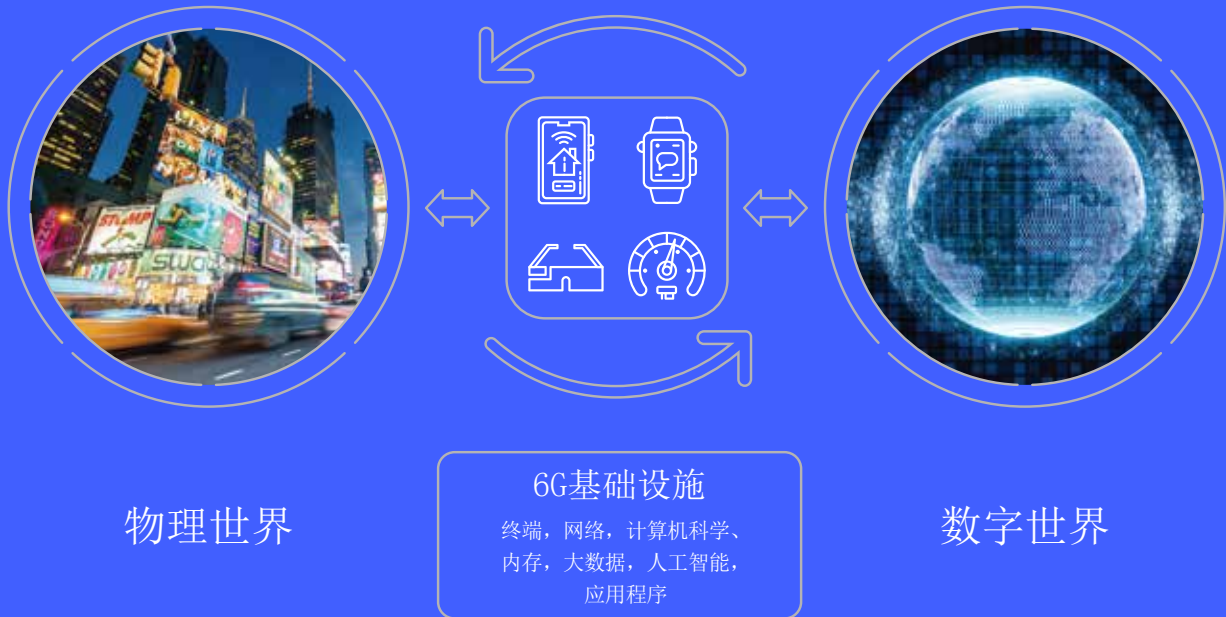 STOMP
物理世界
6G基础设施
终端，网络，计算机科学、
内存，大数据，人工智能，
应用程序
数字世界